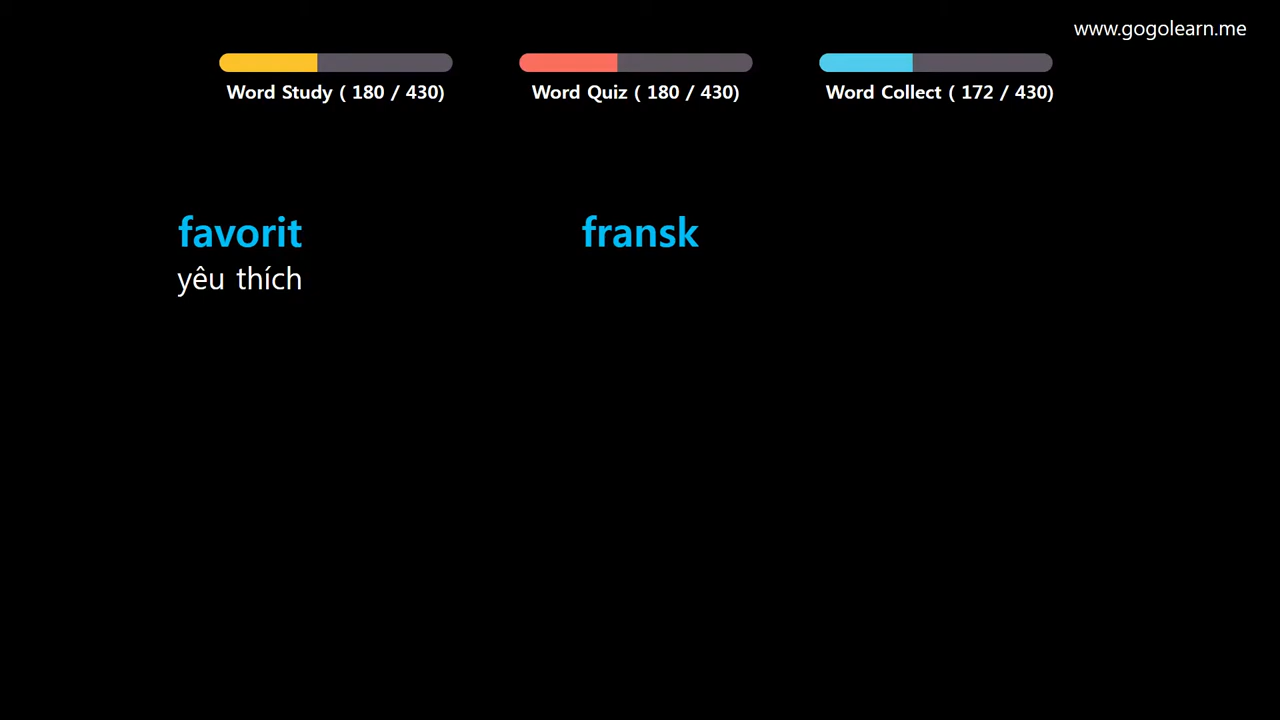 www.gogolearn.me
Word Study ( 180 / 430)
Word Quiz ( 180 / 430)
Word Collect ( 172 / 430)
favorit
yêu thích
fransk